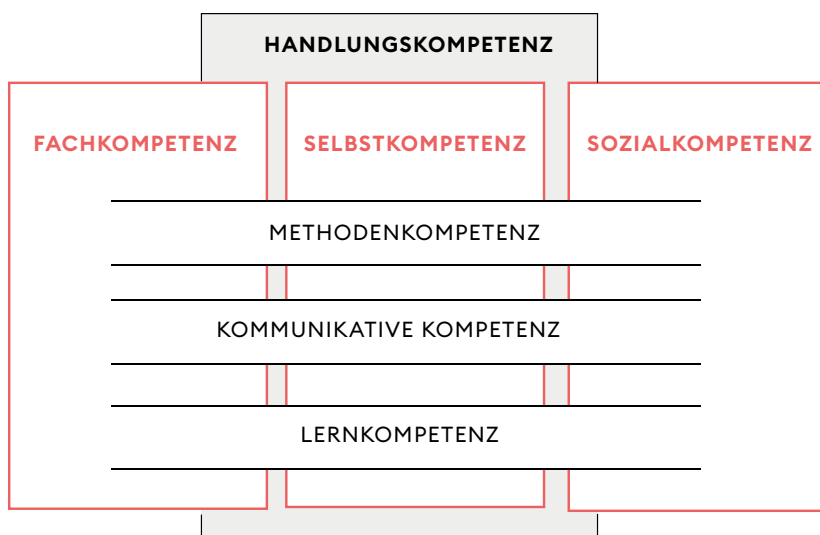 HANDLUNGSKOMPETENZ
FACHKOMPETENZ
SELBSTKOMPETENZ
SOZIALKOMPETENZ
METHODENKOMPETENZ
KOMMUNIKATIVE KOMPETENZ
LERNKOMPETENZ